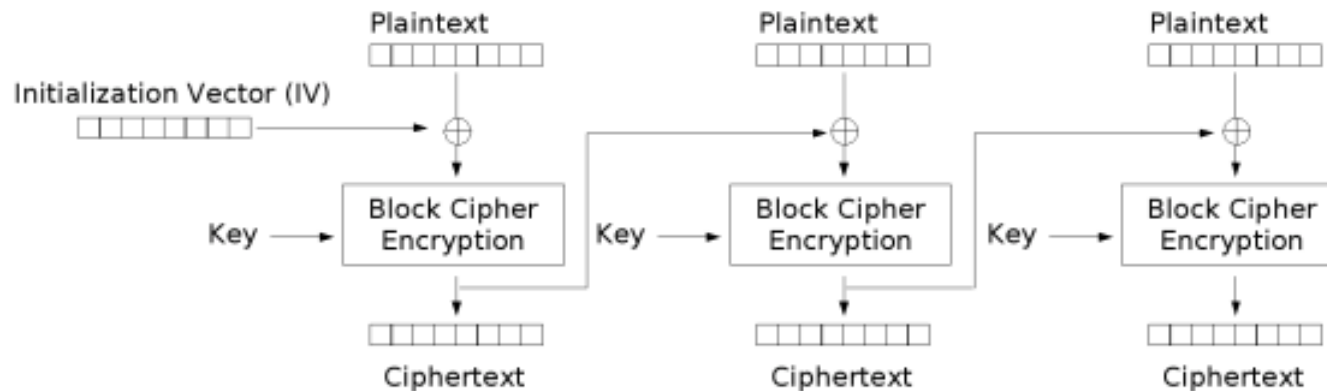 Plaintext
Plaintext
Plaintext
Initialization Vector (IV)
Key
Block Cipher
Encryption
Key
Block Cipher
Encryption
Key
Block Cipher
Encryption
Ciphertext
Ciphertext
Ciphertext